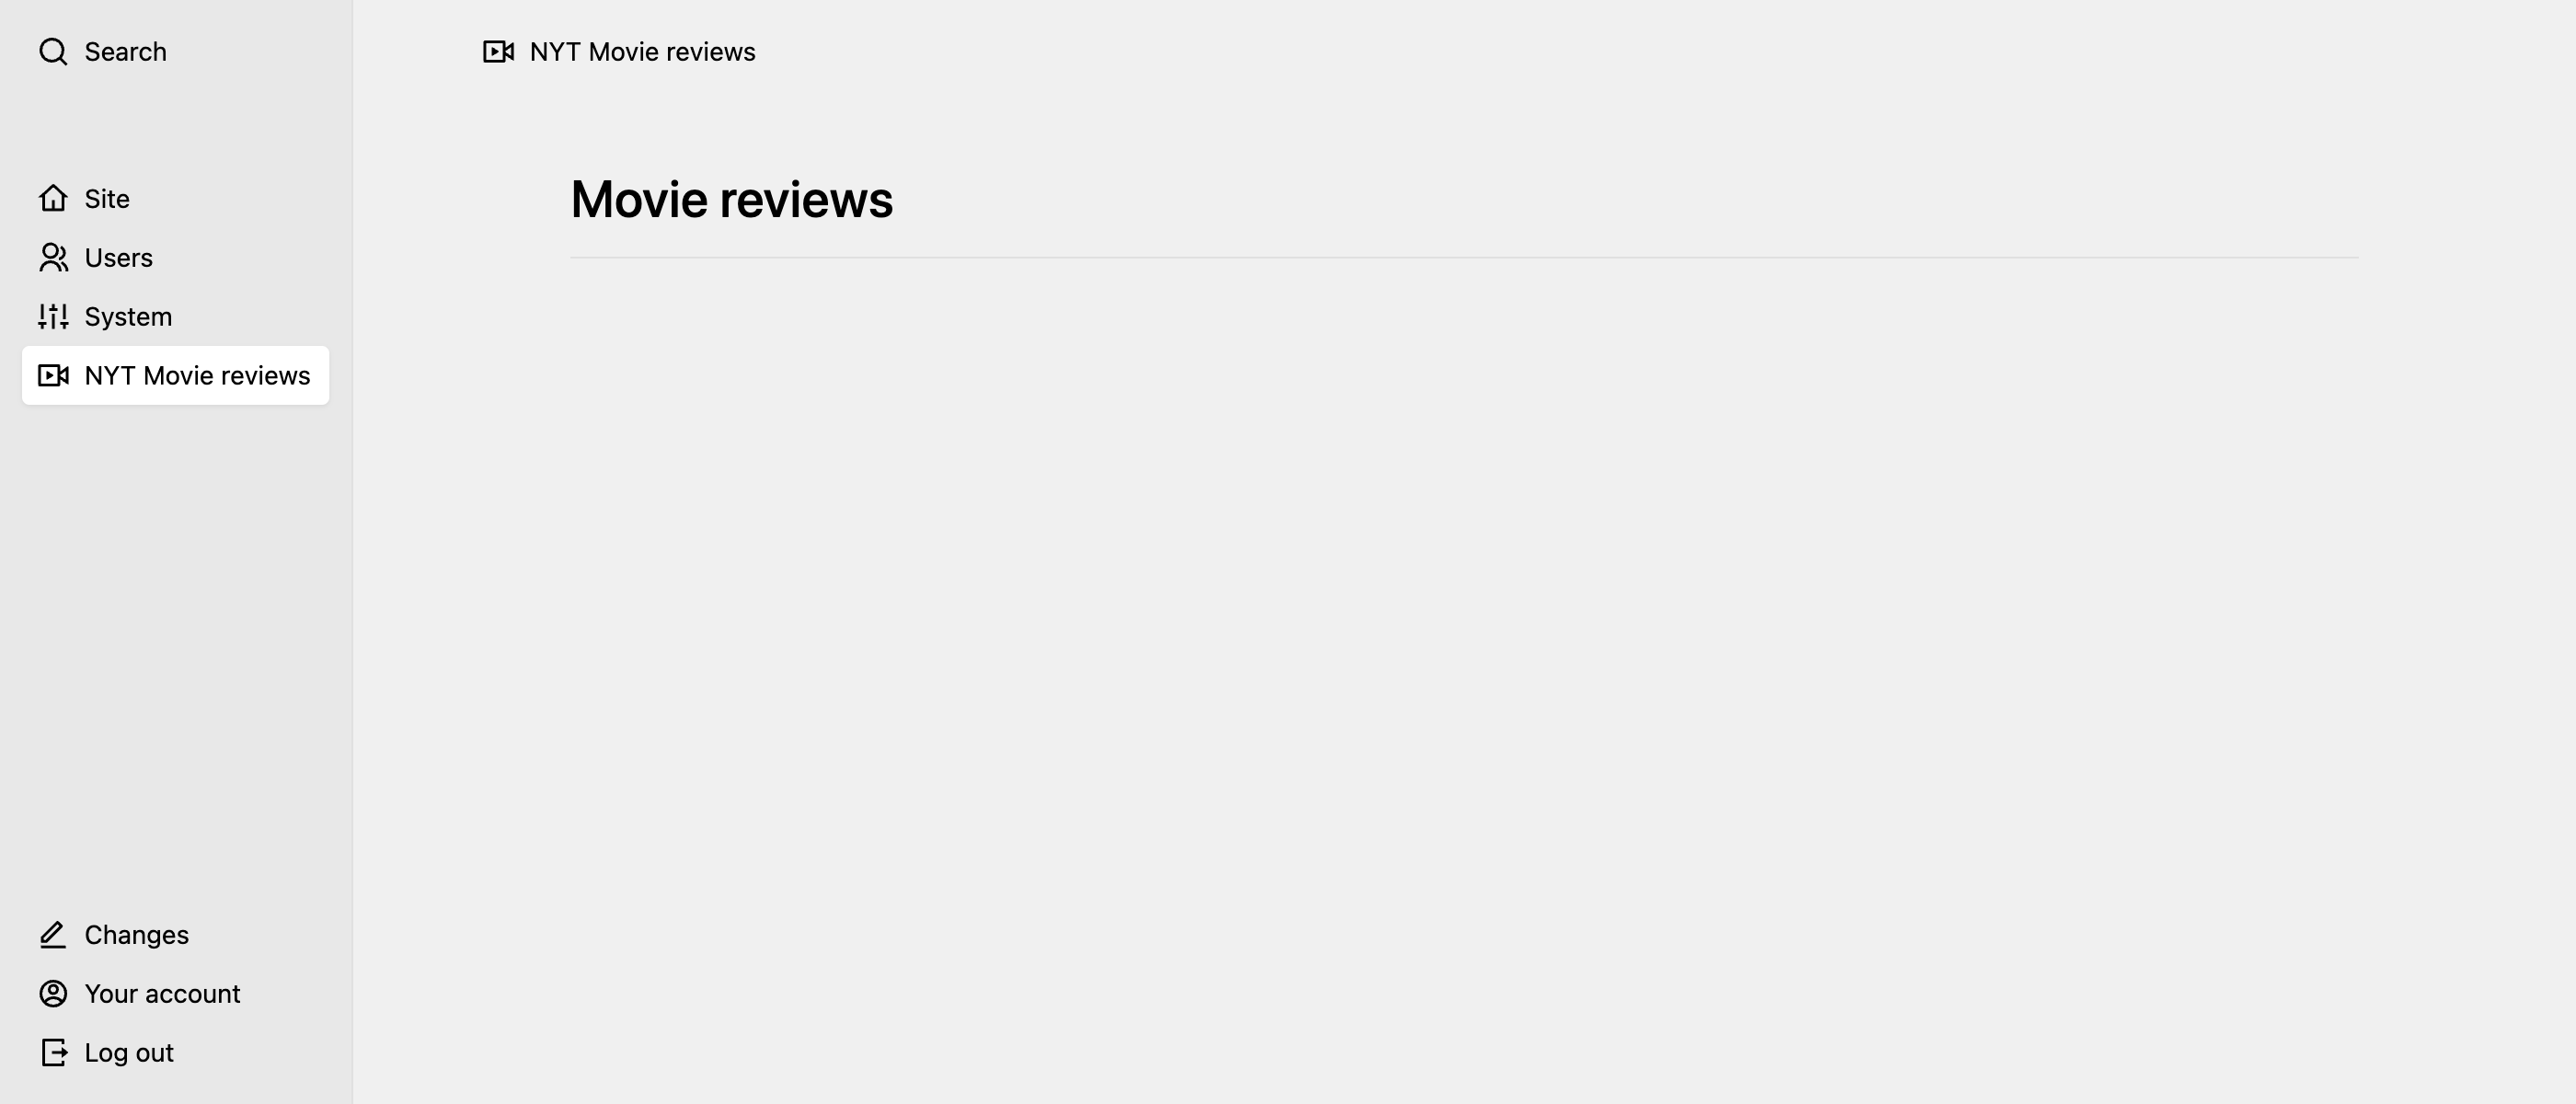 Search
Site
Users
System
NYT Movie reviews
Changes
Your account
Log out
NYT Movie reviews
Movie reviews